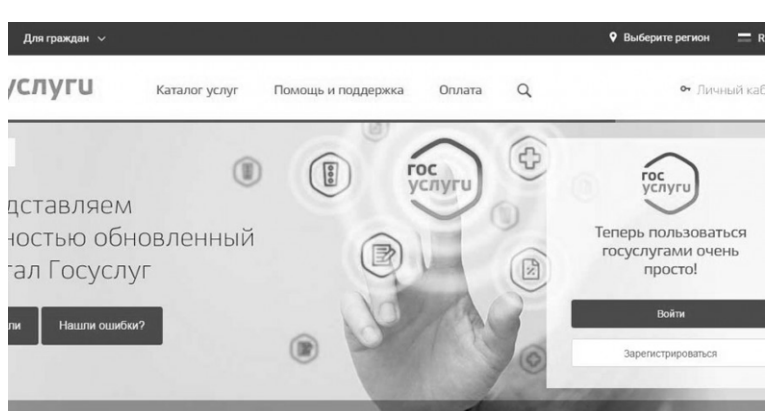 Для граждан
Выберите регион
услуги
Каталог услуг
Помощь и поддержка
Оплата
Личный каб
дставляем
ностью обновленный
тал Госуслуг
ли
Нашли ошибки?
гос
услуги
гос
услуги
Теперь пользоваться
госуслугами очень
просто!
Войти
Зарегистрироваться